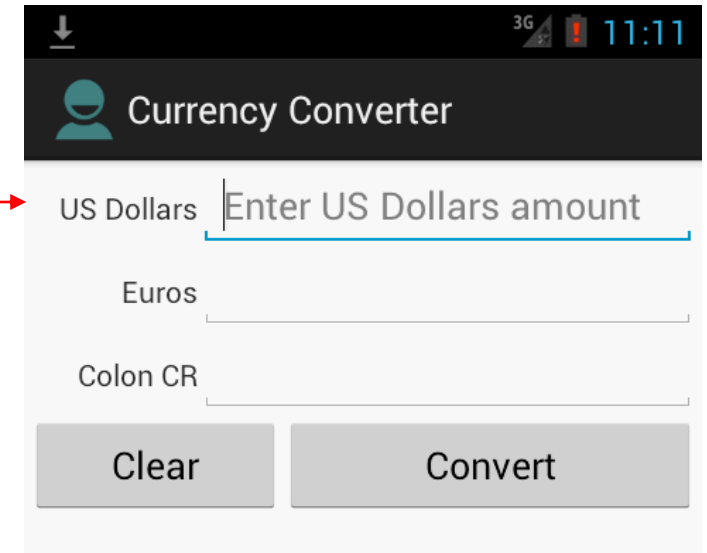 3G 11:11
Currency Converter
US Dollars Enter US Dollars amount
Euros
Colon CR
Clear Convert